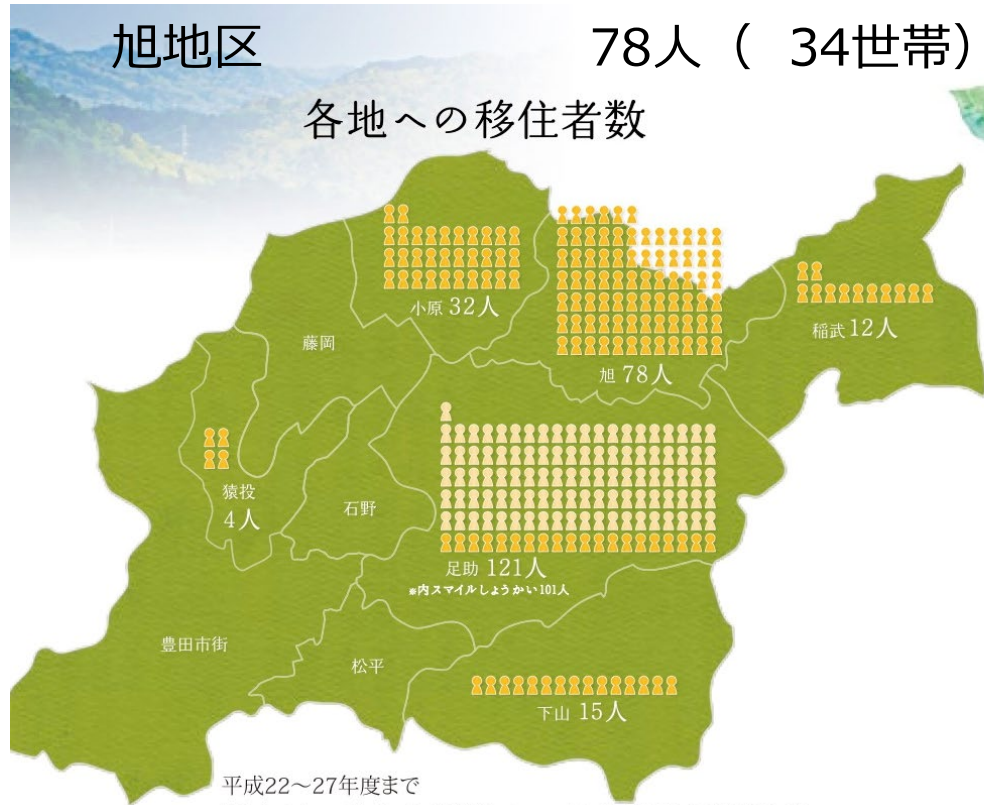 旭地区 78人（ 34世帯）
各地への移住者数
小原 32人
稲武 12人
藤岡
旭 78人
猿投
4人
石野
足助 121人
※内スマイルしょうかい101人
豊田市街
松平
下山 15人
平成22～27年度まで